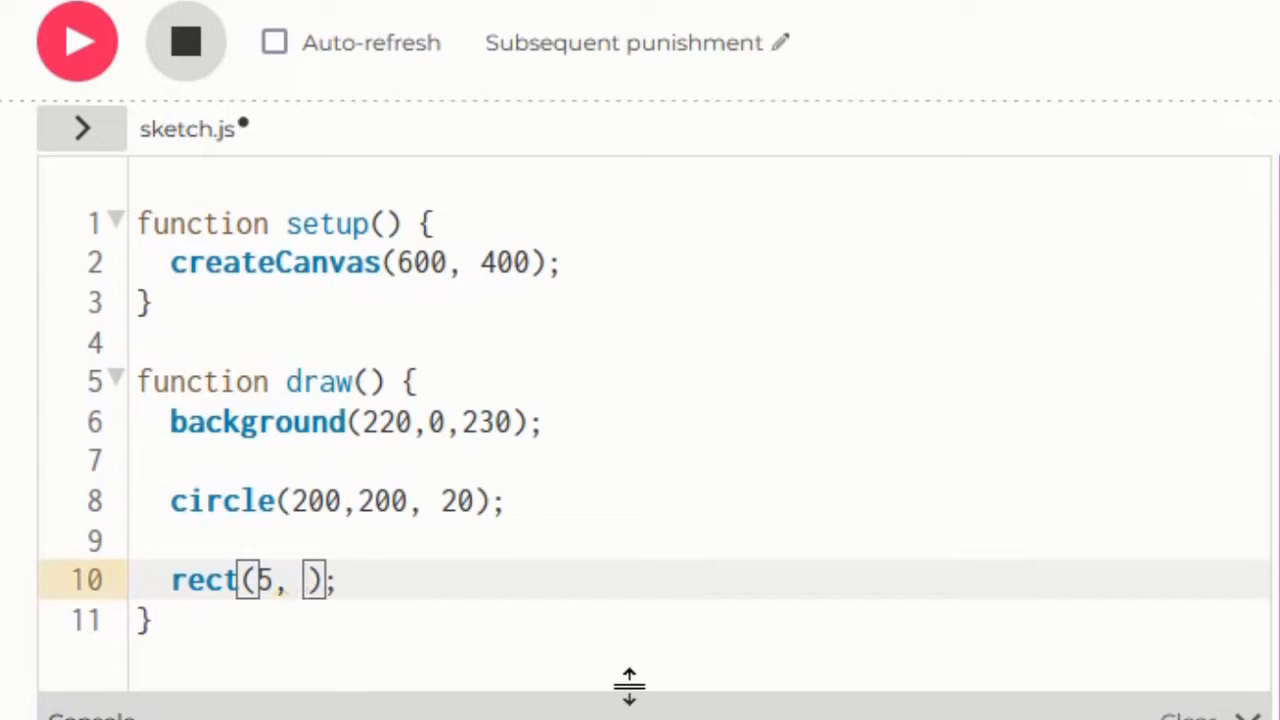 Auto-refresh Subsequent punishment
sketch.js
1 function setup() {
2 createCanvas(600, 400);
3 }
4
5 function draw() {
6 background(220,0,230);
7
8 circle(200,200, 20);
9
10 rect(5, );
11 }
Console Clear